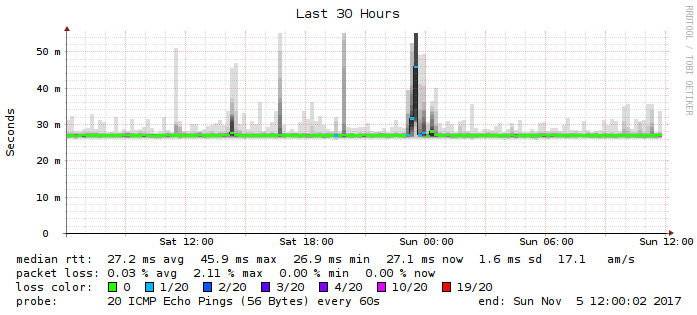 Last 30 Hours
RRDTOOL / TOBI OETIKER
Seconds
50 m
40 m
30 m
20 m
10 m
0
Sat 12:00 Sat 18:00 Sun 00:00 Sun 06:00 Sun 12:00
median rtt: 27.2 ms avg 45.9 ms max 26.9 ms min 27.1 ms now 1.6 ms sd 17.1 am/s
packet loss: 0.03 % avg 2.11 % max 0.00 % min 0.00 % now
loss color: 0 1/20 2/20 3/20 4/20 10/20 19/20
probe: 20 ICMP Echo Pings (56 Bytes) every 60s end: Sun Nov 5 12:00:02 2017